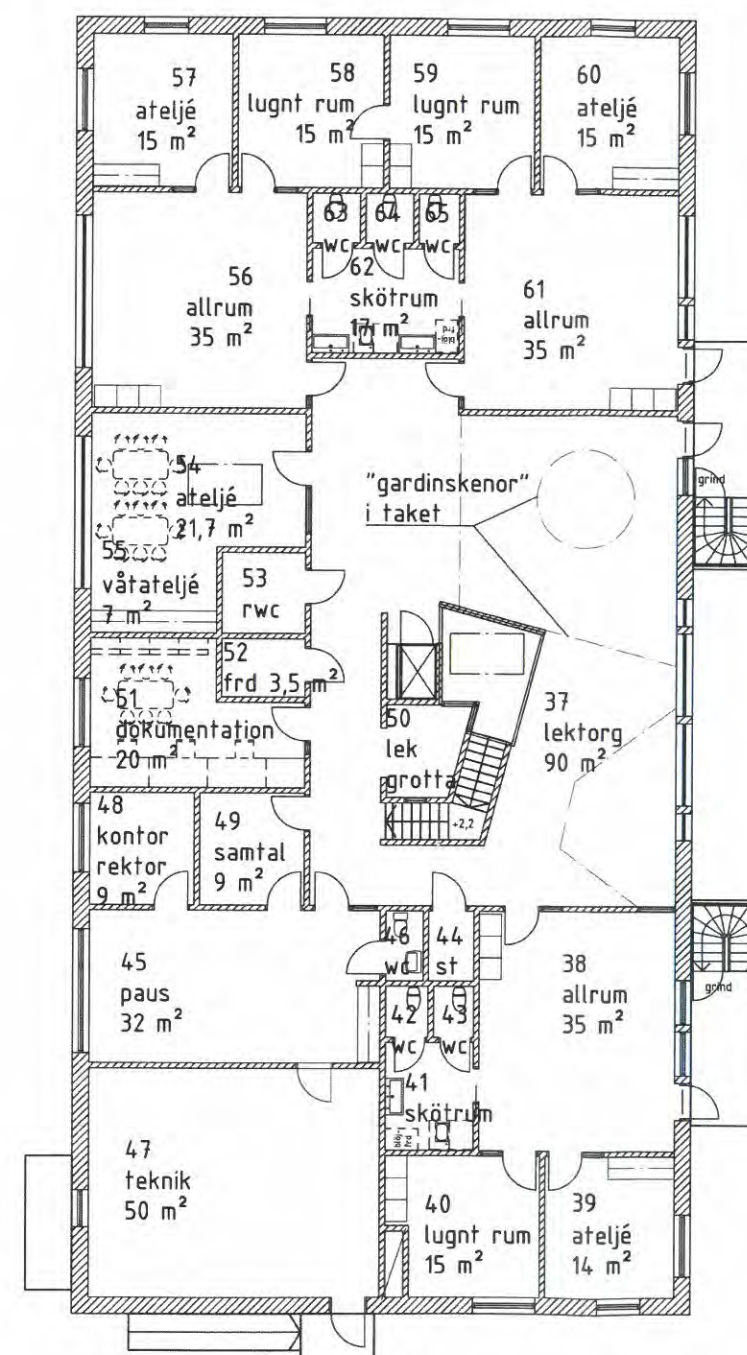 57
ateljé
15 m²
58
lugnt rum
15 m²
59
lugnt rum
15 m²
60
ateljé
15 m²
63
wc
64
wc
65
wc
56
allrum
35 m²
62
skötrum
17 m²
blöj-
frd
61
allrum
35 m²
54
ateljé
21,7 m²
"gardinskenor"
i taket
grind
55
våtateljé
7 m²
53
rwc
52
frd 3,5 m²
51
dokumentation
20 m²
50
lek
grotta
37
lektorg
90 m²
+2,2
48
kontor
rektor
9 m²
49
samtal
9 m²
46
wc
44
st
45
paus
32 m²
38
allrum
35 m²
grind
42
wc
43
wc
41
skötrum
blöj-
frd
47
teknik
50 m²
40
lugnt rum
15 m²
39
ateljé
14 m²